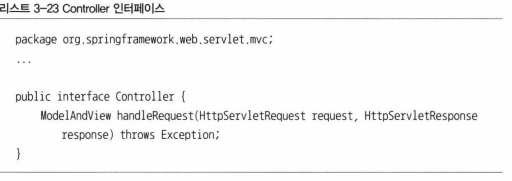 리스트 3-23 Controller 인터페이스
package org.springframework.web.servlet.mvc;
...
public interface Controller {
ModelAndView handleRequest(HttpServletRequest request, HttpServletResponse
response) throws Exception;
}